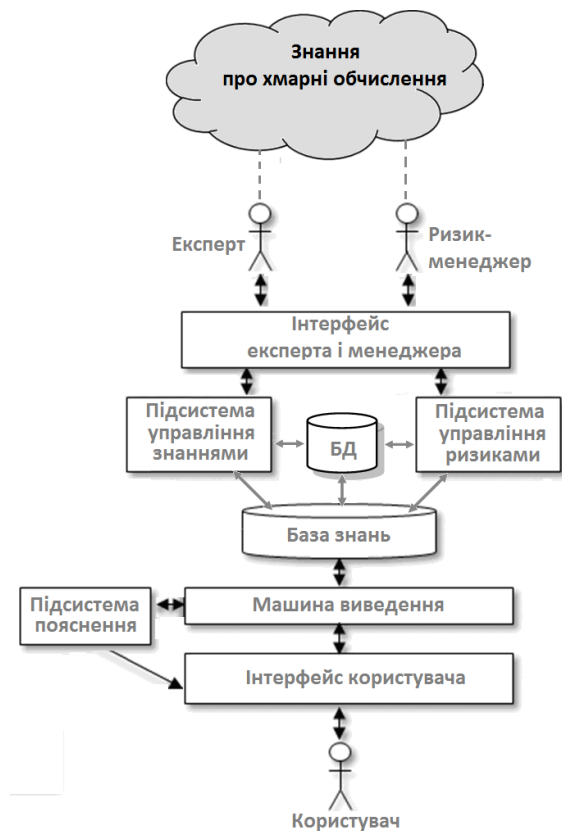 Знання
про хмарні обчислення
Експерт
Ризик-
менеджер
Інтерфейс
експерта і менеджера
Підсистема
управління
знаннями
БД
Підсистема
управління
ризиками
База знань
Підсистема
пояснення
Машина виведення
Інтерфейс користувача
Користувач